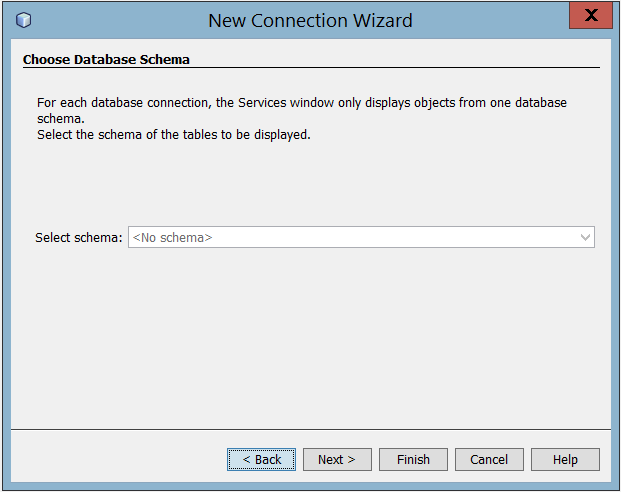 New Connection Wizard
X
Choose Database Schema
For each database connection, the Services window only displays objects from one database
schema.
Select the schema of the tables to be displayed.
Select schema: <No schema>
< Back Next > Finish Cancel Help